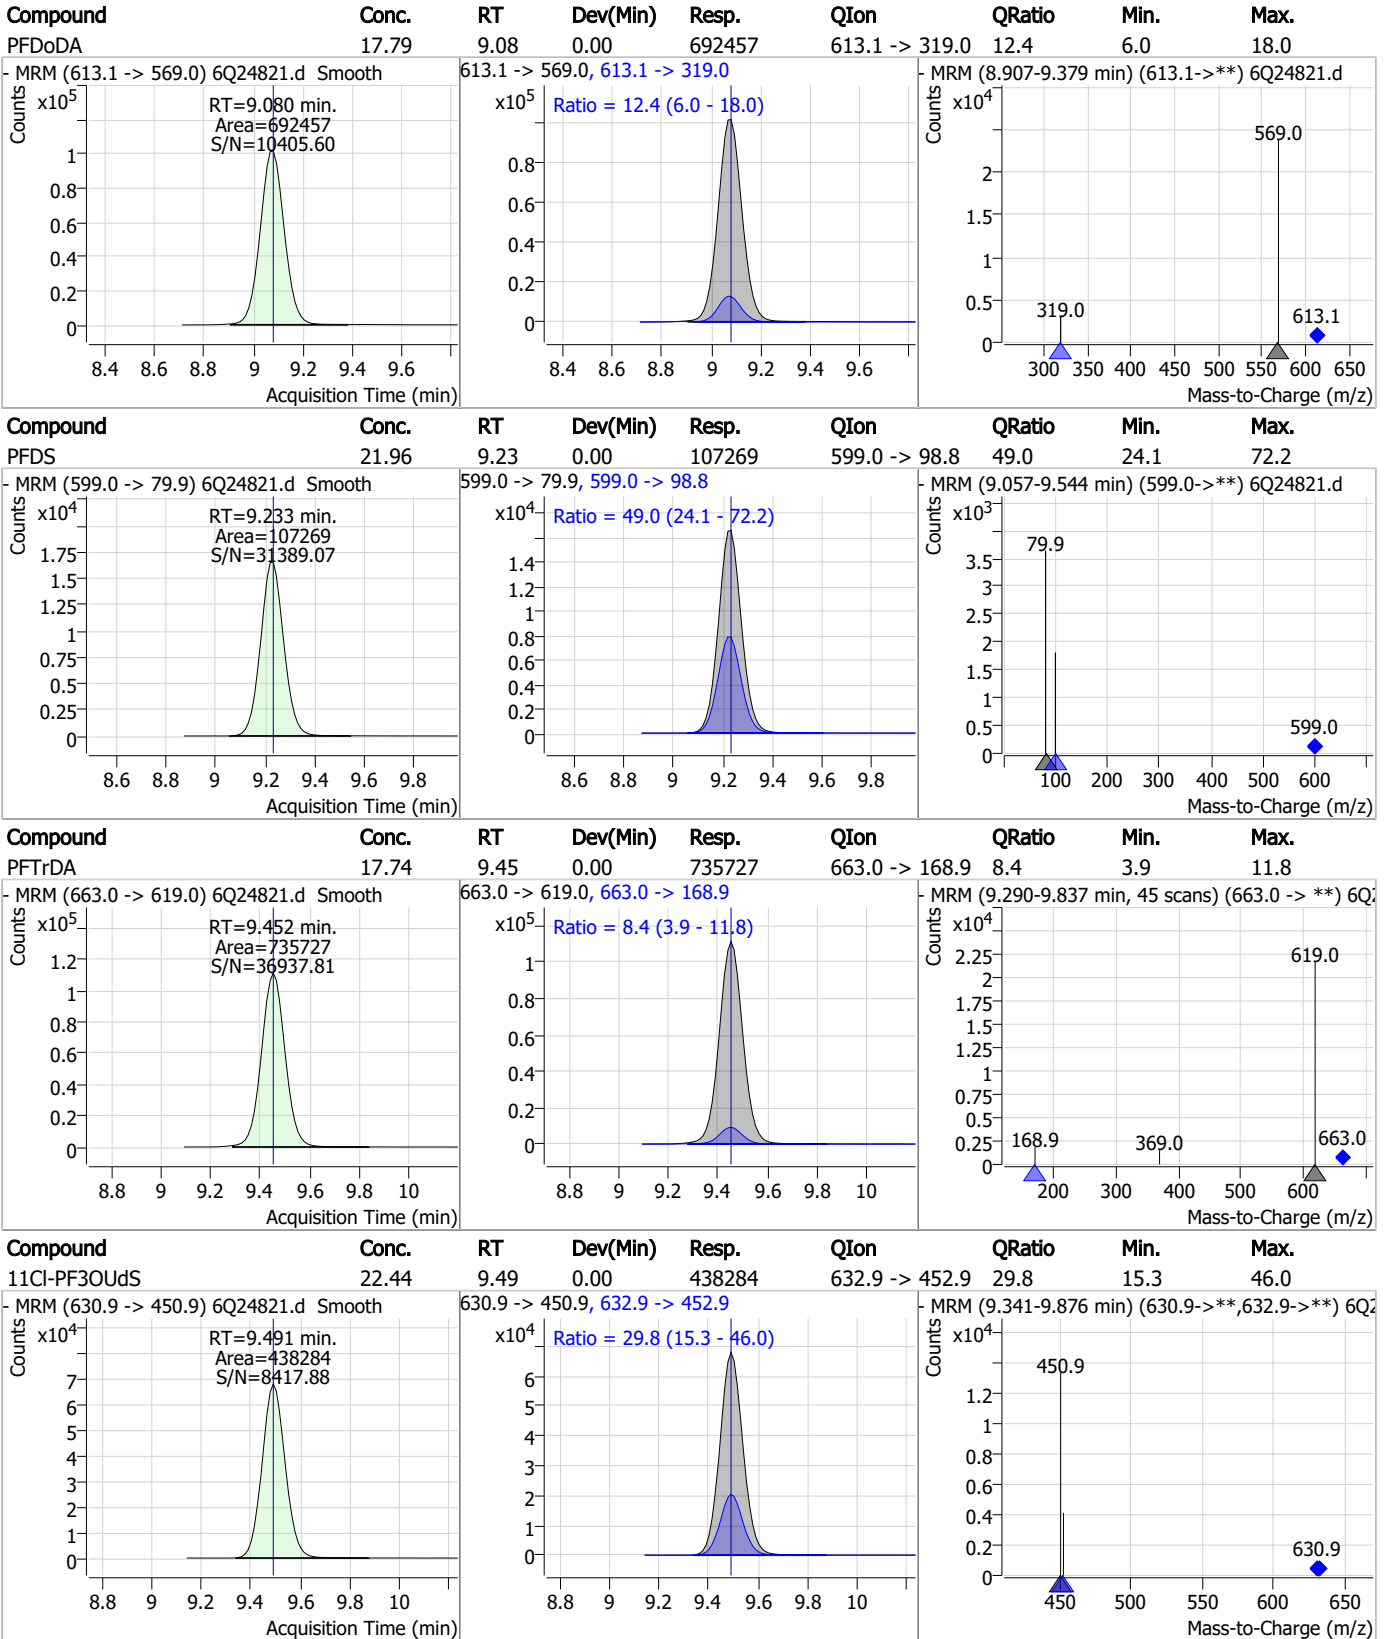 Compound Conc. RT Dev(Min) Resp. QIon QRatio Min. Max.
PFDoDA 17.79 9.08 0.00 692457 613.1 -> 319.0 12.4 6.0 18.0
- MRM (613.1 -> 569.0) 6Q24821.d Smooth
Counts
x10^5
RT=9.080 min.
Area=692457
S/N=10405.60
1
0.8
0.6
0.4
0.2
0
8.4 8.6 8.8 9 9.2 9.4 9.6
Acquisition Time (min)
613.1 -> 569.0, 613.1 -> 319.0
x10^5
Ratio = 12.4 (6.0 - 18.0)
0.8
0.6
0.4
0.2
0
8.4 8.6 8.8 9 9.2 9.4 9.6
- MRM (8.907-9.379 min) (613.1->**) 6Q24821.d
Counts
x10^4
569.0
2
1.5
1
0.5
0
319.0
613.1
300 350 400 450 500 550 600 650
Mass-to-Charge (m/z)
Compound Conc. RT Dev(Min) Resp. QIon QRatio Min. Max.
PFDS 21.96 9.23 0.00 107269 599.0 -> 98.8 49.0 24.1 72.2
- MRM (599.0 -> 79.9) 6Q24821.d Smooth
Counts
x10^4
RT=9.233 min.
Area=107269
S/N=31389.07
1.75
1.5
1.25
1
0.75
0.5
0.25
0
8.6 8.8 9 9.2 9.4 9.6 9.8
Acquisition Time (min)
599.0 -> 79.9, 599.0 -> 98.8
x10^4
Ratio = 49.0 (24.1 - 72.2)
1.4
1.2
1
0.8
0.6
0.4
0.2
0
8.6 8.8 9 9.2 9.4 9.6 9.8
- MRM (9.057-9.544 min) (599.0->**) 6Q24821.d
Counts
x10^3
79.9
3.5
3
2.5
2
1.5
1
0.5
0
599.0
100 200 300 400 500 600
Mass-to-Charge (m/z)
Compound Conc. RT Dev(Min) Resp. QIon QRatio Min. Max.
PFTrDA 17.74 9.45 0.00 735727 663.0 -> 168.9 8.4 3.9 11.8
- MRM (663.0 -> 619.0) 6Q24821.d Smooth
Counts
x10^5
RT=9.452 min.
Area=735727
S/N=36937.81
1.2
1
0.8
0.6
0.4
0.2
0
8.8 9 9.2 9.4 9.6 9.8 10
Acquisition Time (min)
663.0 -> 619.0, 663.0 -> 168.9
x10^5
Ratio = 8.4 (3.9 - 11.8)
1
0.8
0.6
0.4
0.2
0
8.8 9 9.2 9.4 9.6 9.8 10
- MRM (9.290-9.837 min, 45 scans) (663.0 -> **) 6Q2
Counts
x10^4
619.0
2.25
2
1.75
1.5
1.25
1
0.75
0.5
0.25
0
168.9
369.0
663.0
200 300 400 500 600
Mass-to-Charge (m/z)
Compound Conc. RT Dev(Min) Resp. QIon QRatio Min. Max.
11Cl-PF3OUdS 22.44 9.49 0.00 438284 632.9 -> 452.9 29.8 15.3 46.0
- MRM (630.9 -> 450.9) 6Q24821.d Smooth
Counts
x10^4
RT=9.491 min.
Area=438284
S/N=8417.88
7
6
5
4
3
2
1
0
8.8 9 9.2 9.4 9.6 9.8 10
Acquisition Time (min)
630.9 -> 450.9, 632.9 -> 452.9
x10^4
Ratio = 29.8 (15.3 - 46.0)
6
5
4
3
2
1
0
8.8 9 9.2 9.4 9.6 9.8 10
- MRM (9.341-9.876 min) (630.9->**,632.9->**) 6Q2
Counts
x10^4
450.9
1.2
1
0.8
0.6
0.4
0.2
0
630.9
450 500 550 600 650
Mass-to-Charge (m/z)